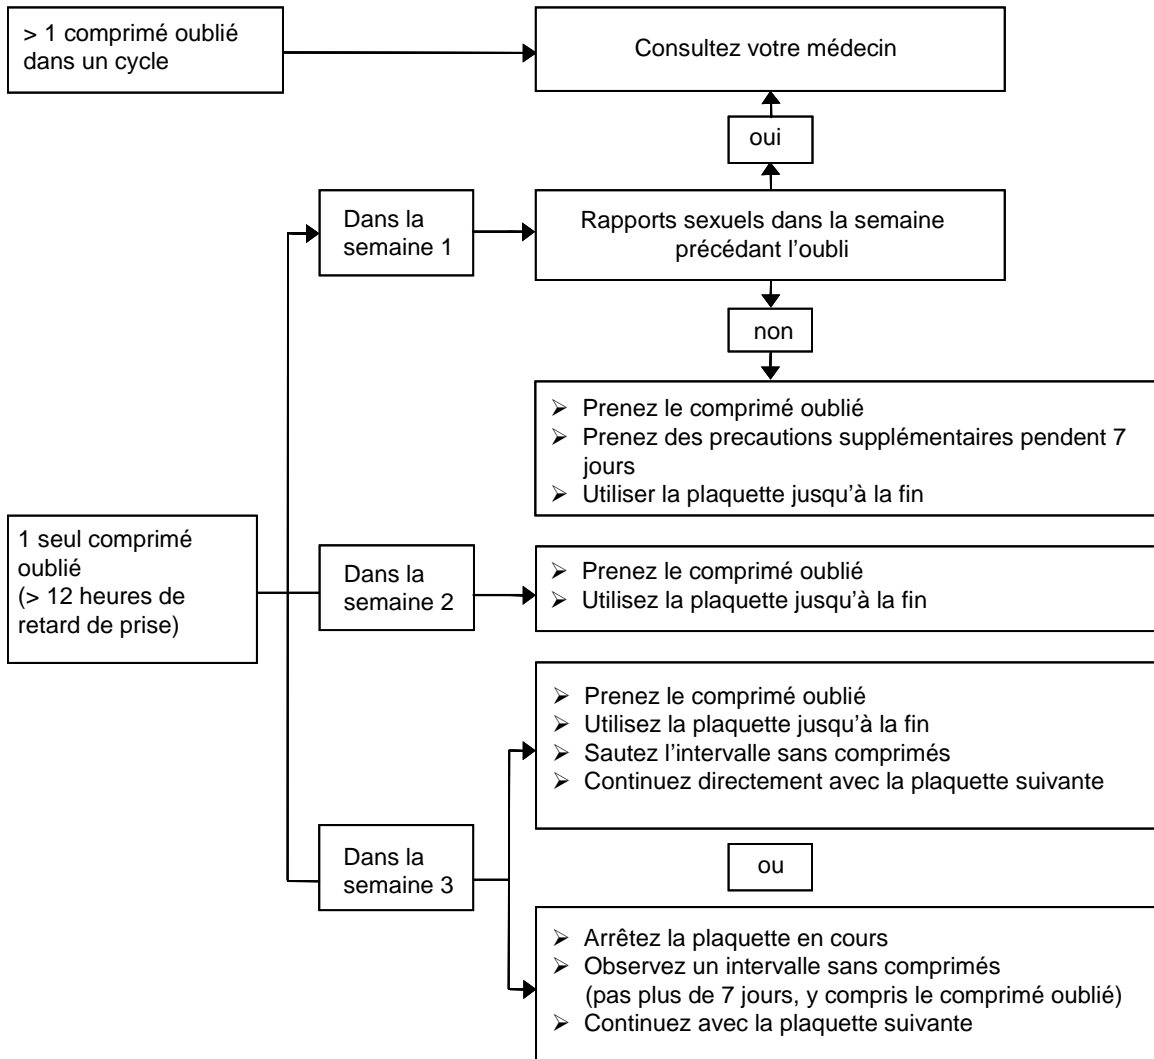 > 1 comprimé oublié
dans un cycle
Consultez votre médecin
oui
Dans la
semaine 1
Rapports sexuels dans la semaine
précédant l'oubli
non
➢ Prenez le comprimé oublié
➢ Prenez des precautions supplémentaires pendent 7
jours
➢ Utiliser la plaquette jusqu'à la fin
1 seul comprimé
oublié
(> 12 heures de
retard de prise)
Dans la
semaine 2
➢ Prenez le comprimé oublié
➢ Utilisez la plaquette jusqu'à la fin
➢ Prenez le comprimé oublié
➢ Utilisez la plaquette jusqu'à la fin
➢ Sautez l'intervalle sans comprimés
➢ Continuez directement avec la plaquette suivante
Dans la
semaine 3
ou
➢ Arrêtez la plaquette en cours
➢ Observez un intervalle sans comprimés
(pas plus de 7 jours, y compris le comprimé oublié)
➢ Continuez avec la plaquette suivante